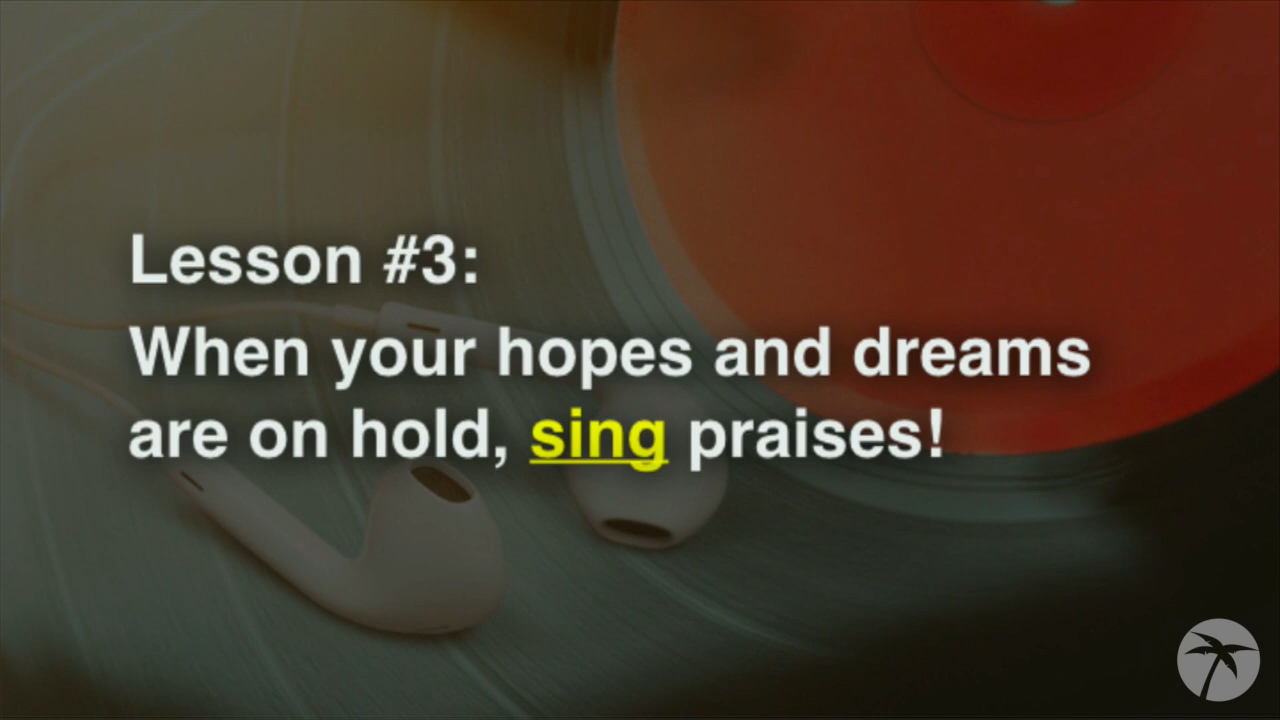 Lesson #3:
When your hopes and dreams
are on hold, sing praises!